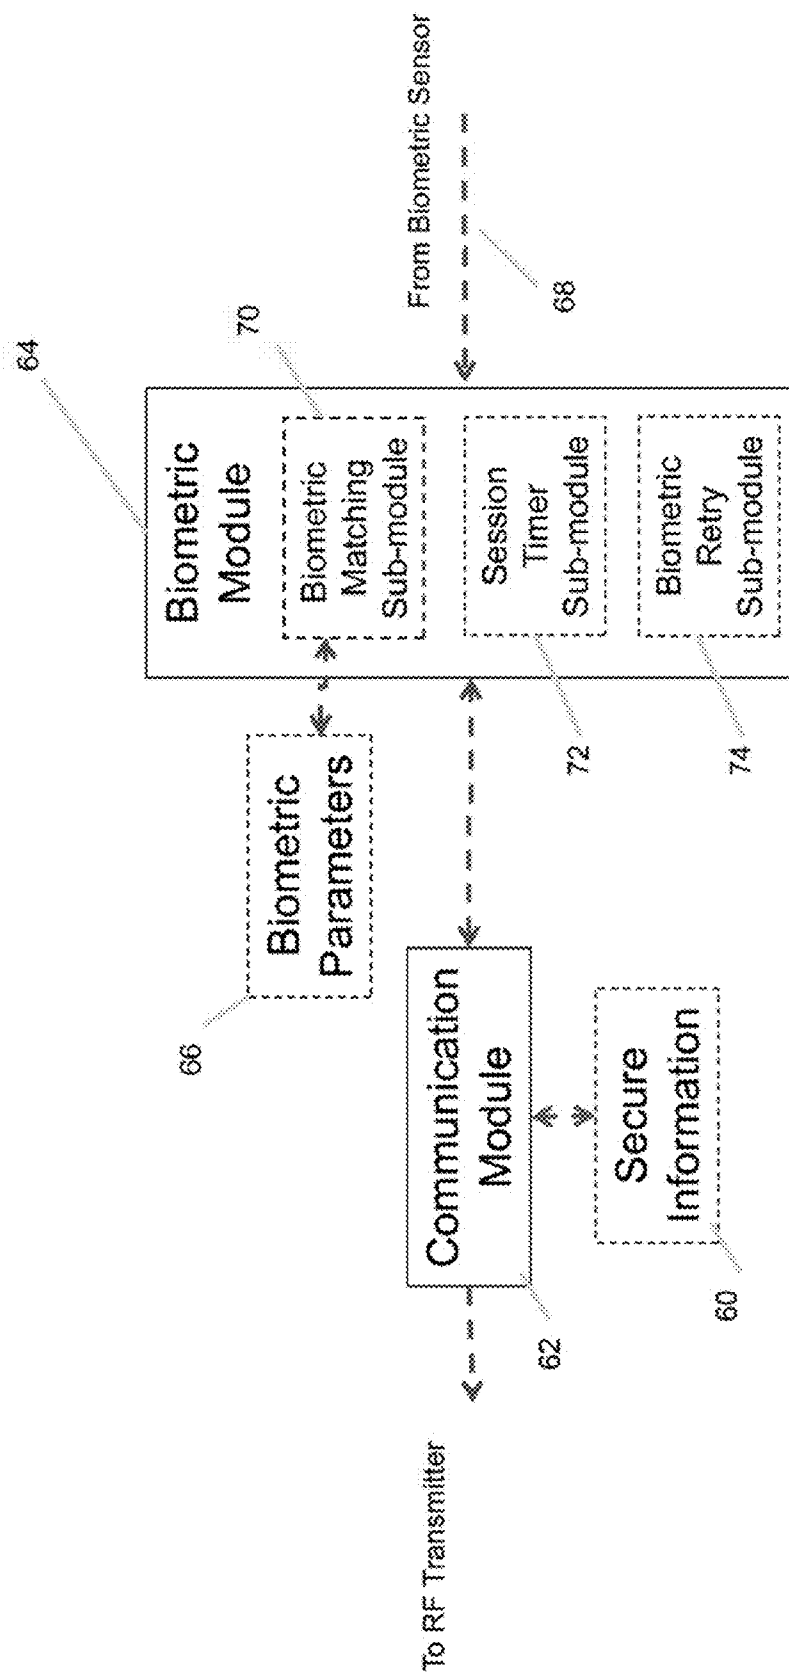 64
Biometric
Module
70
Biometric
Matching
Sub-module
Session
Timer
Sub-module
72
Biometric
Retry
Sub-module
74
From Biometric Sensor
68
Biometric
Parameters
66
Communication
Module
62
Secure
Information
60
To RF Transmitter